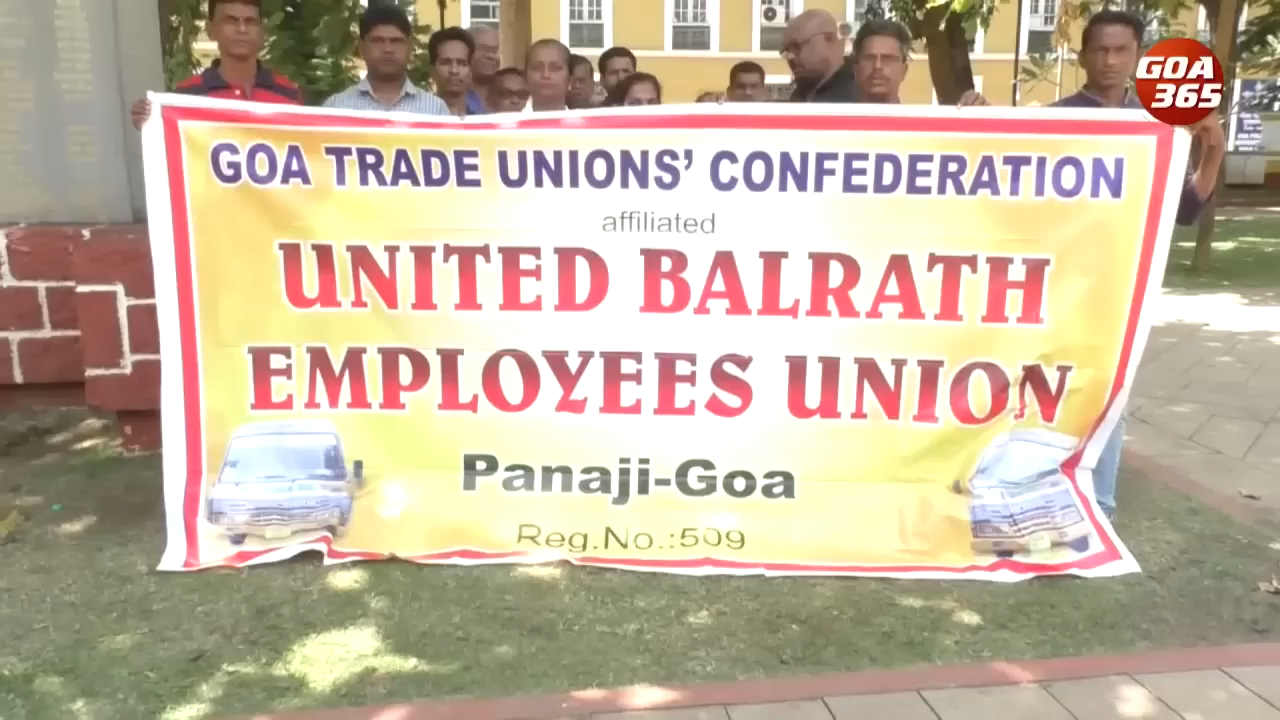 GOA
365
GOA TRADE UNIONS' CONFEDERATION
affiliated
UNITED BALRATH
EMPLOYEES UNION
Panaji-Goa
Reg.No.:509